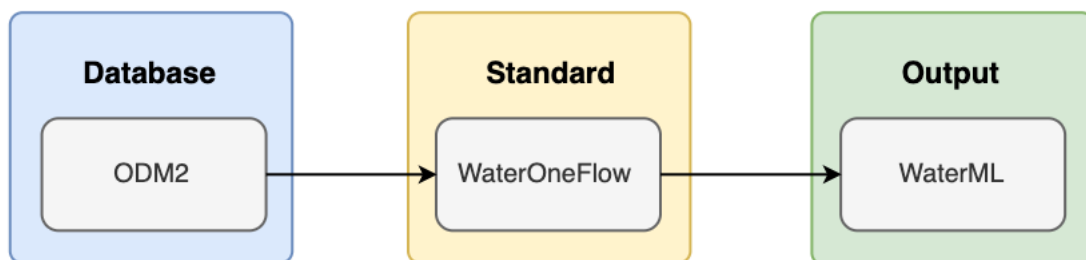 Database
Standard
Output
ODM2
WaterOneFlow
WaterML